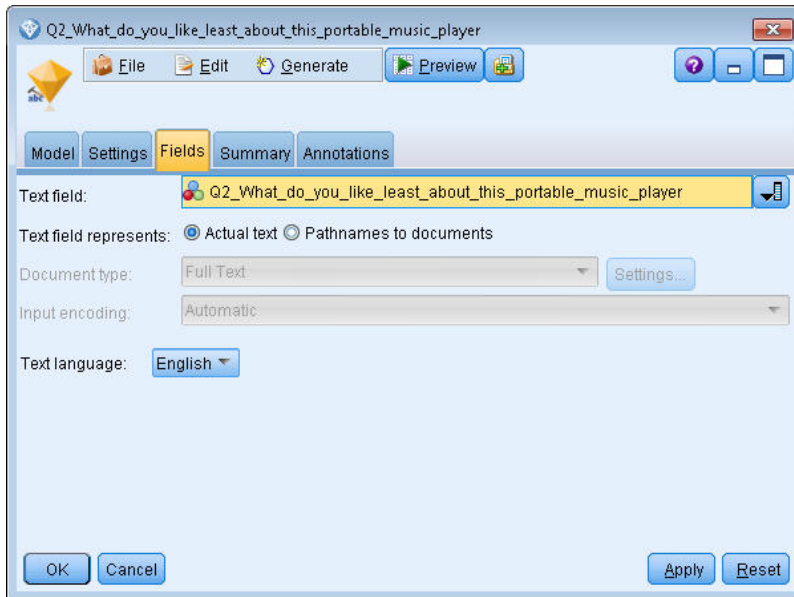 Q2_What_do_you_like_least_about_this_portable_music_player
File Edit Generate Preview
abc
Model Settings Fields Summary Annotations
Text field: Q2_What_do_you_like_least_about_this_portable_music_player
Text field represents: Actual text Pathnames to documents
Document type: Full Text Settings...
Input encoding: Automatic
Text language: English
OK Cancel Apply Reset